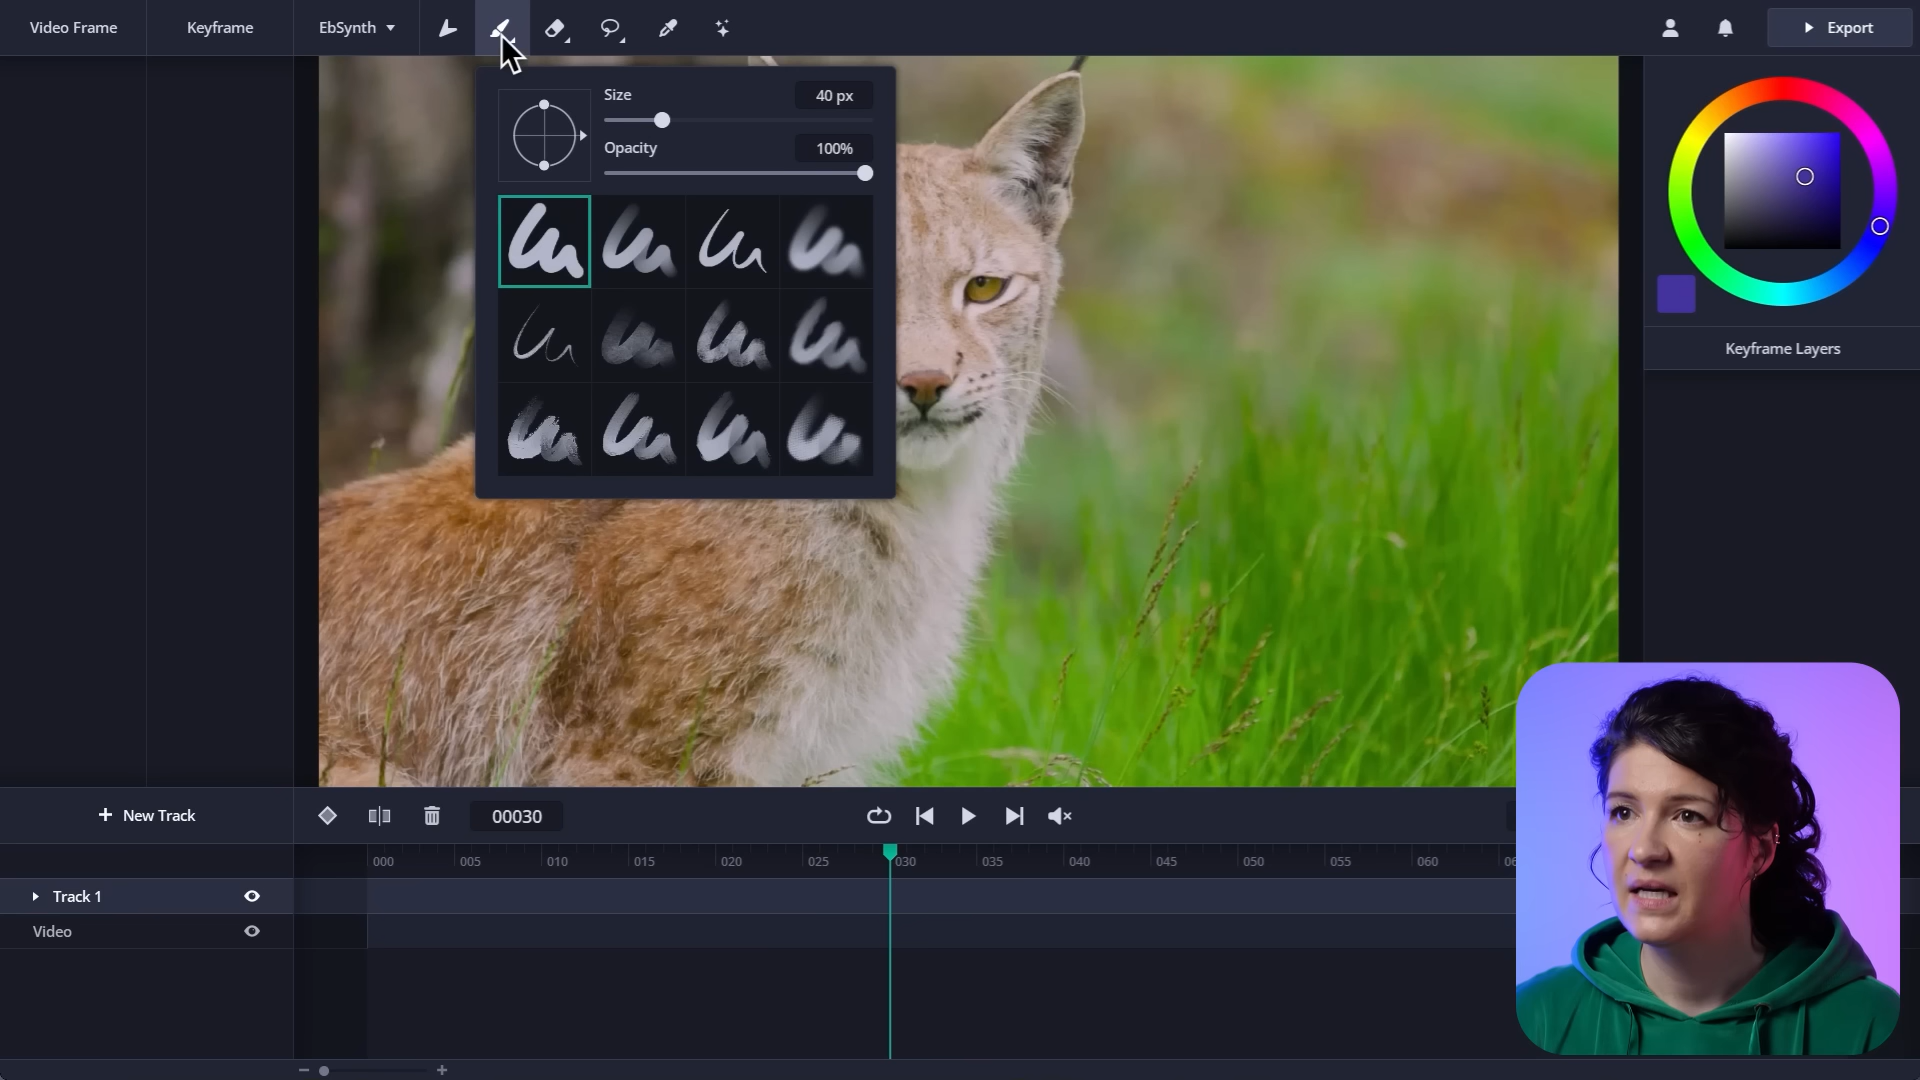 Video Frame
Keyframe
EbSynth
Export
Size
40 px
Opacity
100%
Keyframe Layers
+ New Track
00030
000 005 010 015 020 025 030 035 040 045 050 055 060
Track 1
Video